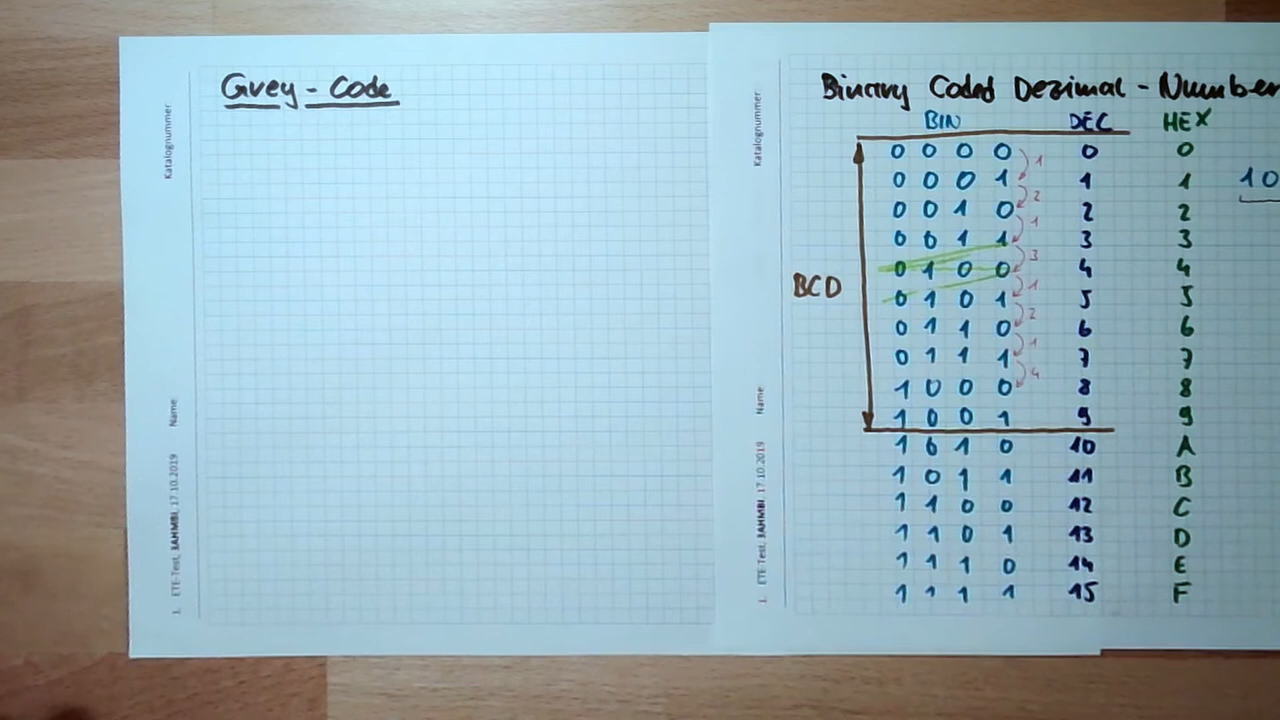 Grey - Code
Katalognummer
Name:
1. ETE-Test, 3AHMBI, 17.10.2019
Binary Coded Dezimal - Number
Katalognummer
Name:
1. ETE-Test, 3AHMBI, 17.10.2019
BIN DEC HEX
0 0 0 0 1 0 0
0 0 0 1 2 1 1 10
0 0 1 0 1 2 2
0 0 1 1 3 3 3
0 1 0 0 1 4 4
BCD
0 1 0 1 2 5 5
0 1 1 0 1 6 6
0 1 1 1 4 7 7
1 0 0 0 8 8
1 0 0 1 9 9
1 0 1 0 10 A
1 0 1 1 11 B
1 1 0 0 12 C
1 1 0 1 13 D
1 1 1 0 14 E
1 1 1 1 15 F